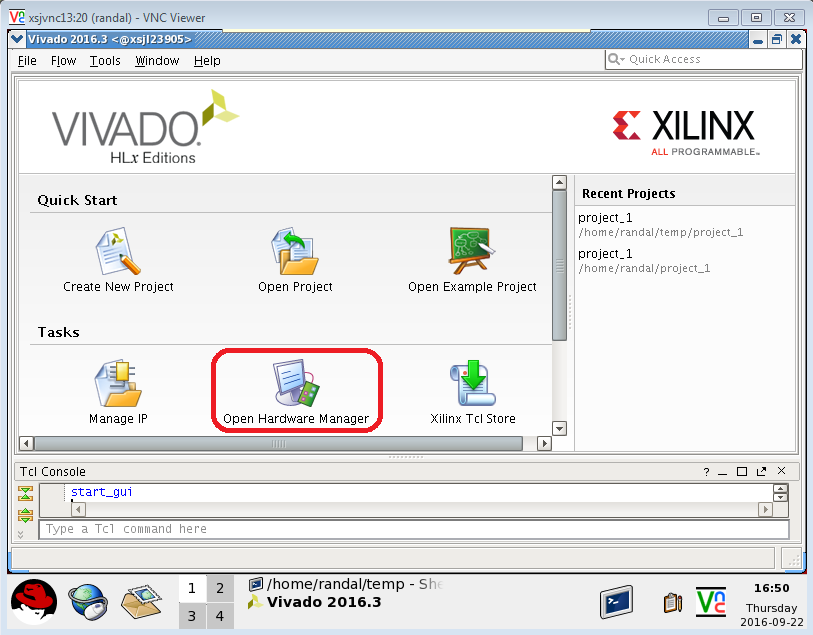 xsjvnc13:20 (randal) - VNC Viewer
Vivado 2016.3 <@xsjl23905>
File Flow Tools Window Help
Quick Access
VIVADO.
HLx Editions
XILINX
ALL PROGRAMMABLE™
Quick Start
Create New Project
Open Project
Open Example Project
Tasks
Manage IP
Open Hardware Manager
Xilinx Tcl Store
Recent Projects
project_1
/home/randal/temp/project_1
project_1
/home/randal/project_1
Tcl Console
start_gui
Type a Tcl command here
1 2
3 4
/home/randal/temp - She
Vivado 2016.3
16:50
Thursday
2016-09-22